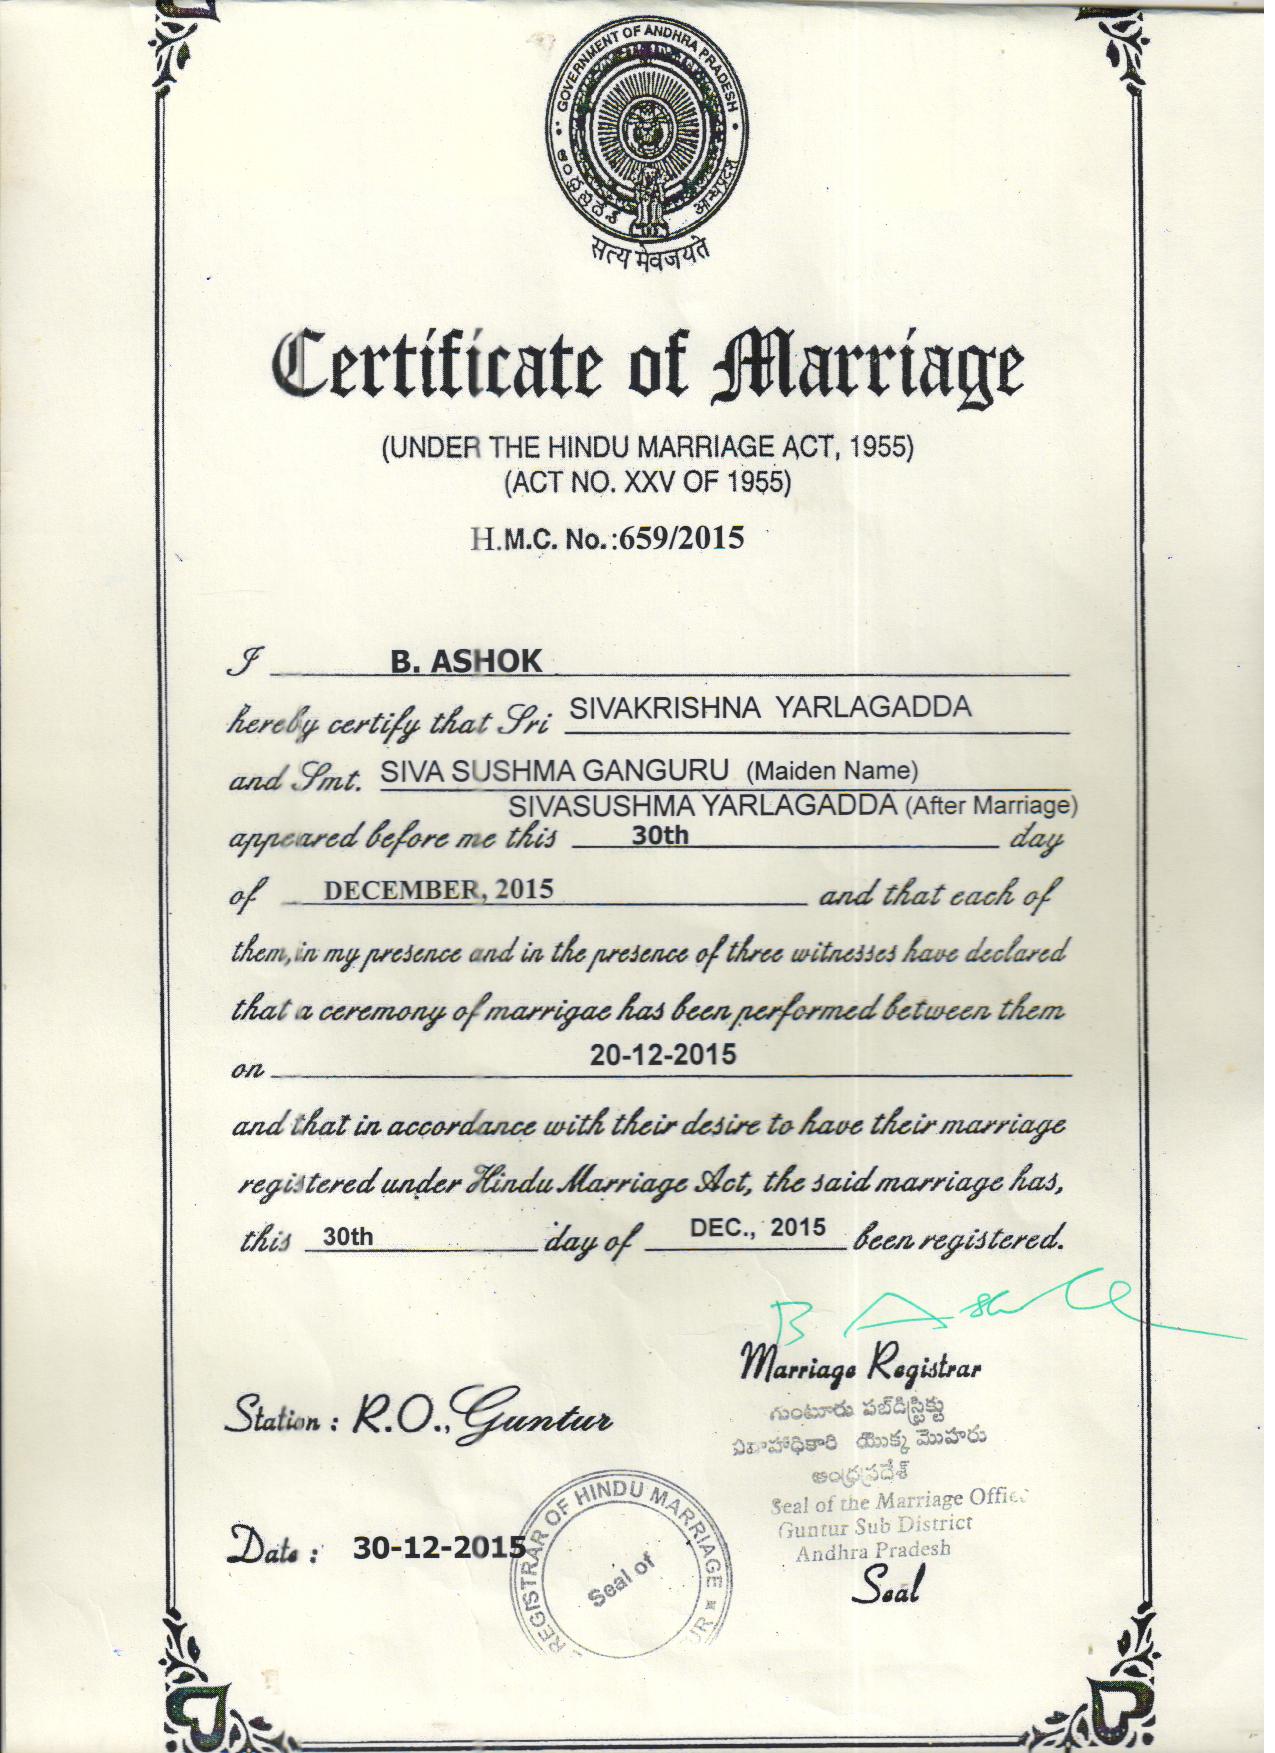 GOVERNMENT OF ANDHRA PRADESH
ఆంధ్రప్రదేశ
सत्यमेवजयते
Certificate of Marriage
(UNDER THE HINDU MARRIAGE ACT, 1955)
(ACT NO. XXV OF 1955)
H.M.C. No.:659/2015
I B. ASHOK
hereby certify that Sri SIVAKRISHNA YARLAGADDA
and Smt. SIVA SUSHMA GANGURU (Maiden Name)
SIVASUSHMA YARLAGADDA (After Marriage)
appeared before me this 30th day
of DECEMBER, 2015 and that each of
them, in my presence and in the presence of three witnesses have declared
that a ceremony of marrigae has been performed between them
on 20-12-2015
and that in accordance with their desire to have their marriage
registered under Hindu Marriage Act, the said marriage has,
this 30th day of DEC., 2015 been registered.
B Ashok
Marriage Registrar
Station : R.O., Guntur
గుంటూరు సబ్‌డిస్ట్రిక్టు
వివాహాధికారి యొక్క మొహరు
ఆంధ్రప్రదేశ్
Seal of the Marriage Office
Guntur Sub District
Andhra Pradesh
Date : 30-12-2015
REGISTRAR OF HINDU MARRIAGE
Seal of
Seal